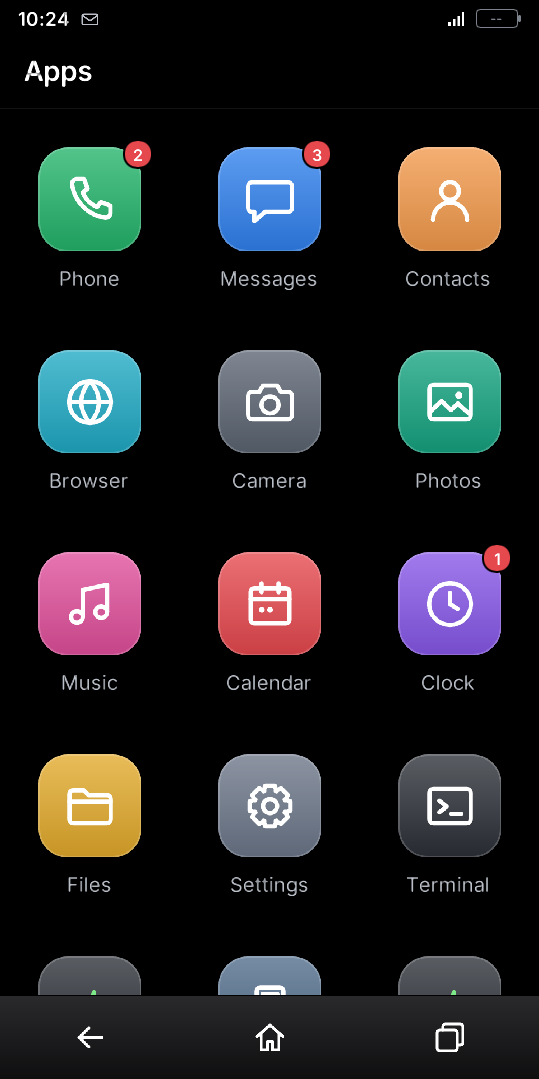 10:24 --
Apps
2 3
Phone Messages Contacts
Browser Camera Photos
1
Music Calendar Clock
Files Settings Terminal